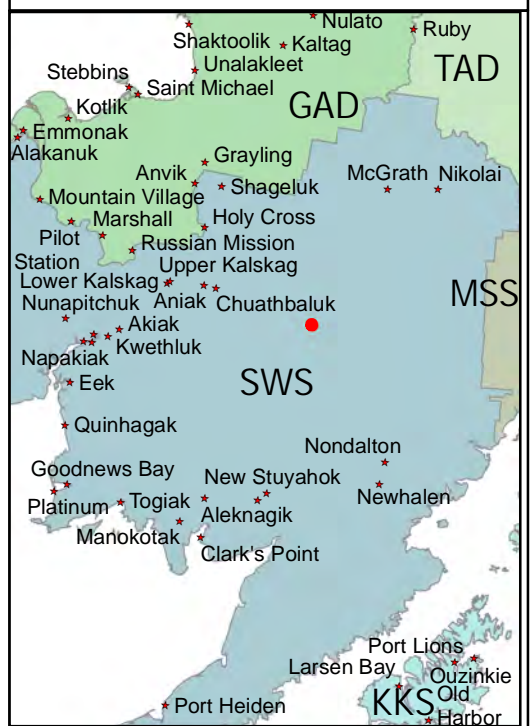 Nulato
Ruby
Shaktoolik
Kaltag
TAD
Unalakleet
Stebbins
Saint Michael
GAD
Kotlik
Emmonak
Alakanuk
Grayling
Anvik
McGrath
Nikolai
Shageluk
Mountain Village
Marshall
Holy Cross
Pilot
Station
Russian Mission
Upper Kalskag
Lower Kalskag
MSS
Nunapitchuk
Aniak
Chuathbaluk
Akiak
Kwethluk
Napakiak
SWS
Eek
Quinhagak
Nondalton
Goodnews Bay
New Stuyahok
Newhalen
Platinum
Togiak
Aleknagik
Manokotak
Clark's Point
Port Lions
Larsen Bay
Ouzinkie
KKS
Old
Harbor
Port Heiden